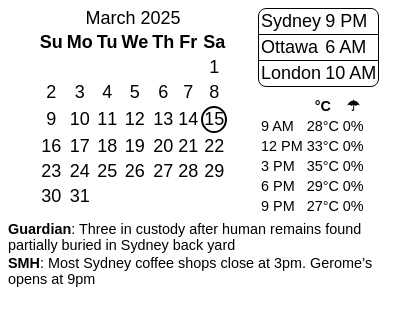 March 2025
Su Mo Tu We Th Fr Sa
1
2 3 4 5 6 7 8
9 10 11 12 13 14 15
16 17 18 19 20 21 22
23 24 25 26 27 28 29
30 31
Sydney 9 PM
Ottawa 6 AM
London 10 AM
°C ☂
9 AM 28°C 0%
12 PM 33°C 0%
3 PM 35°C 0%
6 PM 29°C 0%
9 PM 27°C 0%
Guardian: Three in custody after human remains found
partially buried in Sydney back yard
SMH: Most Sydney coffee shops close at 3pm. Gerome’s
opens at 9pm